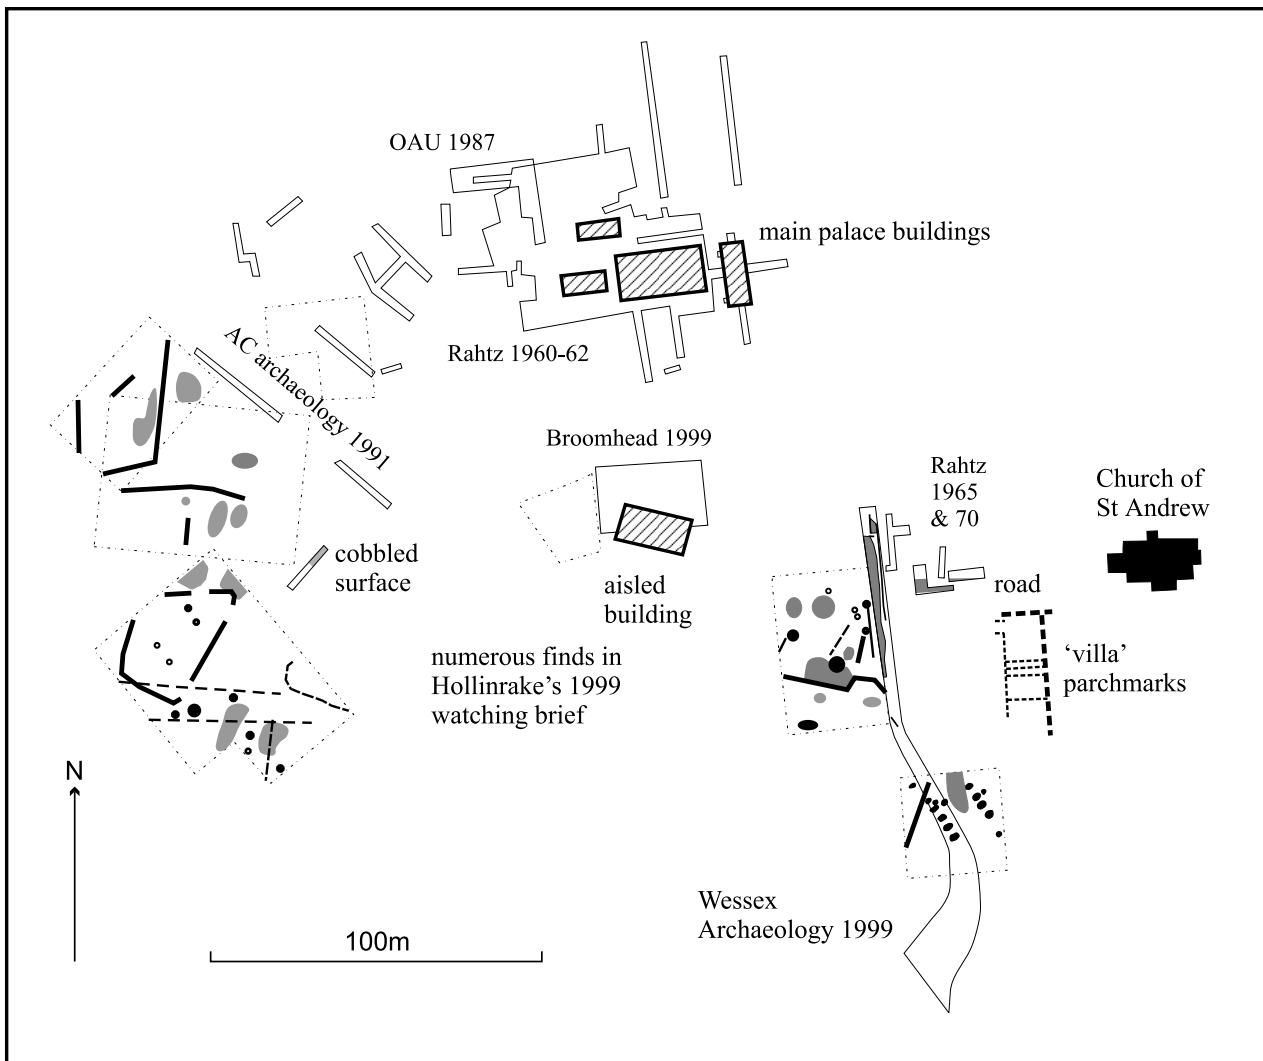 OAU 1987
main palace buildings
Rahtz 1960-62
AC archaeology 1991
Broomhead 1999
Rahtz
1965
& 70
Church of
St Andrew
cobbled
surface
aisled
building
road
numerous finds in
Hollinrake's 1999
watching brief
‘villa’
parchmarks
N
Wessex
Archaeology 1999
100m